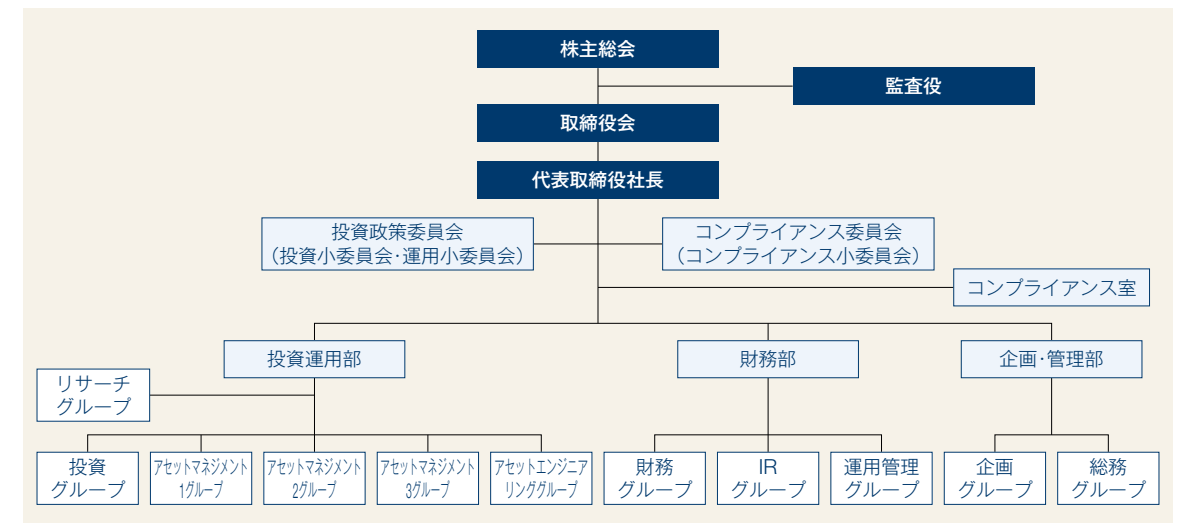 株主総会
監査役
取締役会
代表取締役社長
投資政策委員会
（投資小委員会・運用小委員会）
コンプライアンス委員会
（コンプライアンス小委員会）
コンプライアンス室
投資運用部
財務部
企画・管理部
リサーチ
グループ
投資
グループ
アセットマネジメント
1グループ
アセットマネジメント
2グループ
アセットマネジメント
3グループ
アセットエンジニア
リンググループ
財務
グループ
IR
グループ
運用管理
グループ
企画
グループ
総務
グループ